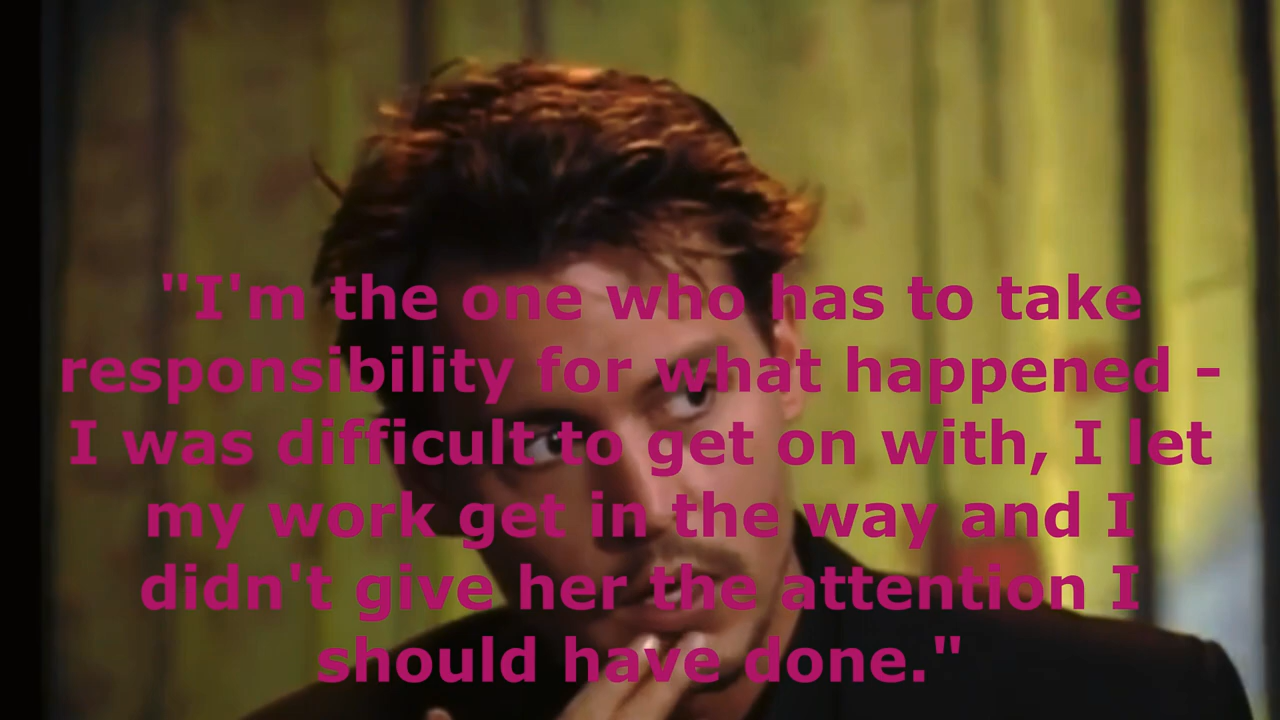 "I'm the one who has to take
responsibility for what happened -
I was difficult to get on with, I let
my work get in the way and I
didn't give her the attention I
should have done."